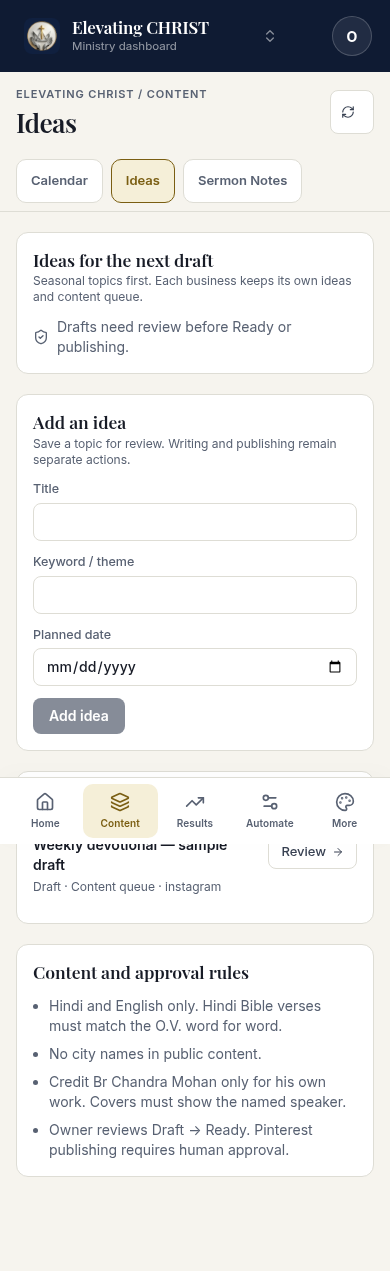 Elevating CHRIST
Ministry dashboard
O
ELEVATING CHRIST / CONTENT
Ideas
Calendar
Ideas
Sermon Notes
Ideas for the next draft
Seasonal topics first. Each business keeps its own ideas
and content queue.
Drafts need review before Ready or
publishing.
Add an idea
Save a topic for review. Writing and publishing remain
separate actions.
Title
Keyword / theme
Planned date
mm/dd/yyyy
Add idea
Home
Content
Results
Automate
More
Weekly devotional — sample
draft
Review →
Draft · Content queue · instagram
Content and approval rules
• Hindi and English only. Hindi Bible verses
must match the O.V. word for word.
• No city names in public content.
• Credit Br Chandra Mohan only for his own
work. Covers must show the named speaker.
• Owner reviews Draft → Ready. Pinterest
publishing requires human approval.